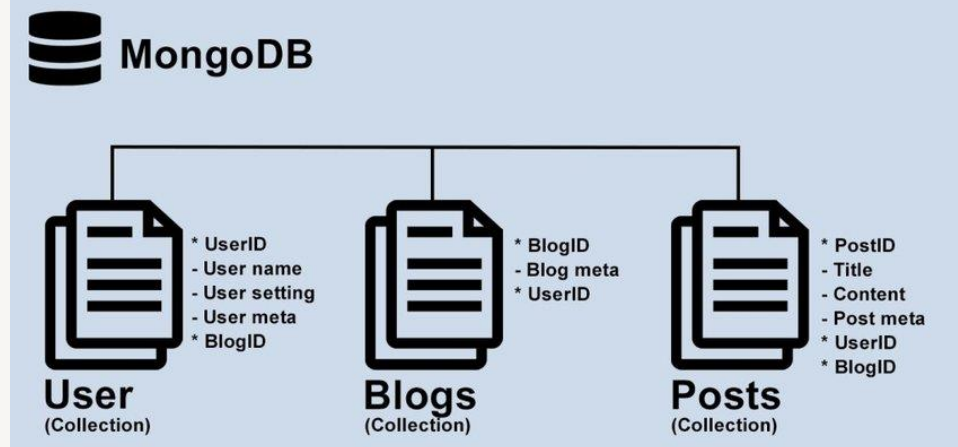 MongoDB
* UserID
- User name
- User setting
- User meta
* BlogID
User
(Collection)
* BlogID
- Blog meta
* UserID
Blogs
(Collection)
* PostID
- Title
- Content
- Post meta
* UserID
* BlogID
Posts
(Collection)